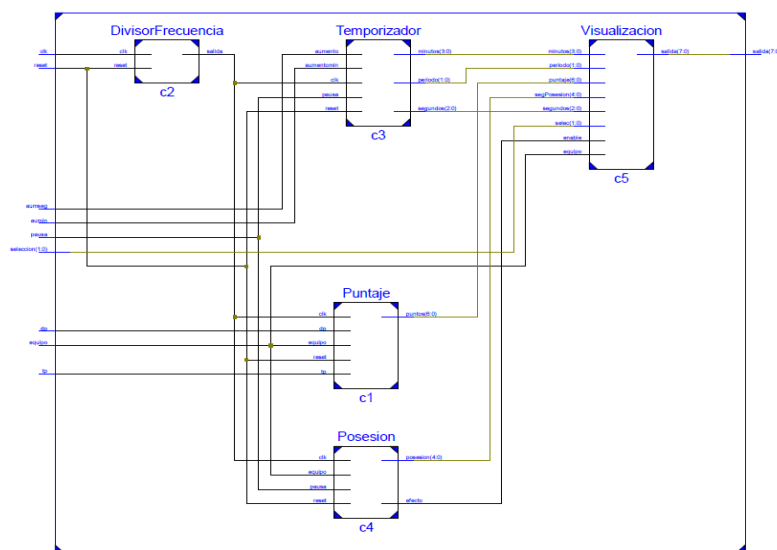 DivisorFrecuencia
clk
clk
salida
reset
reset
c2
Temporizador
aumento
minutos(3:0)
aumentomin
clk
periodo(1:0)
pausa
reset
segundos(2:0)
c3
Visualizacion
minutos(3:0)
salida(7:0)
periodo(1:0)
puntaje(6:0)
segPosesion(4:0)
segundos(2:0)
selec(1:0)
enable
equipo
c5
aumseg
aumin
pausa
seleccion(1:0)
Puntaje
clk
puntos(6:0)
dp
dp
equipo
equipo
reset
tp
tp
c1
Posesion
clk
posesion(4:0)
equipo
pausa
reset
efecto
c4